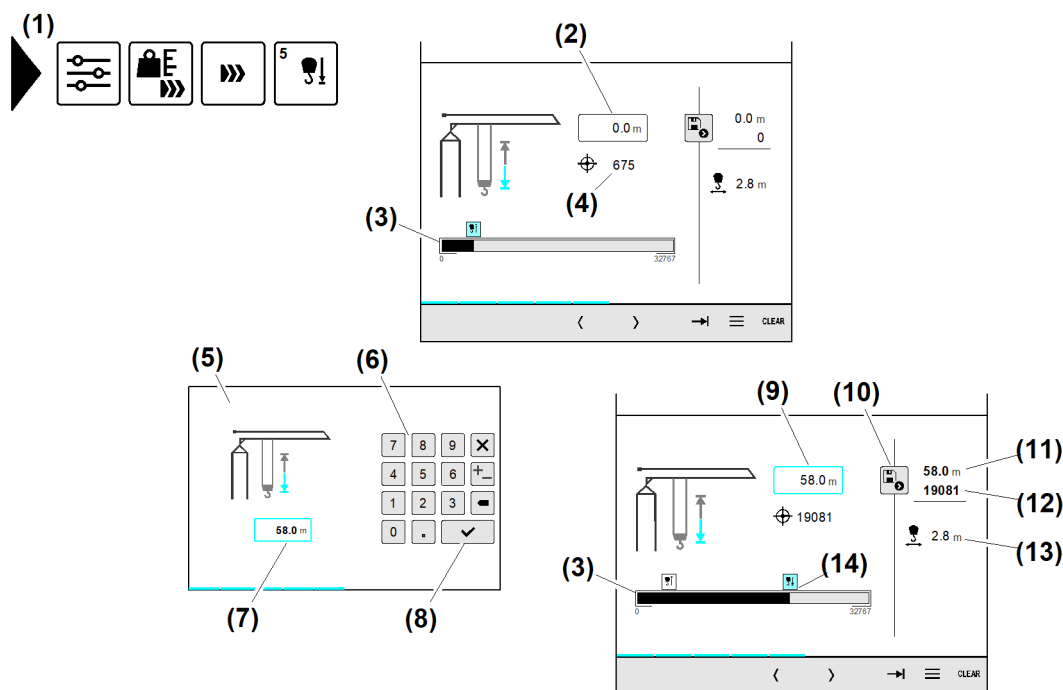 (1)
5
(2)
0.0 m
675
(4)
0.0 m
0
2.8 m
(3)
0
32767
CLEAR
(5)
(6)
7 8 9
4 5 6
1 2 3
0 .
58.0 m
(7)
(8)
(9)
(10)
58.0 m
19081
58.0 m
19081
(11)
(12)
2.8 m
(13)
(3)
(14)
0
32767
CLEAR